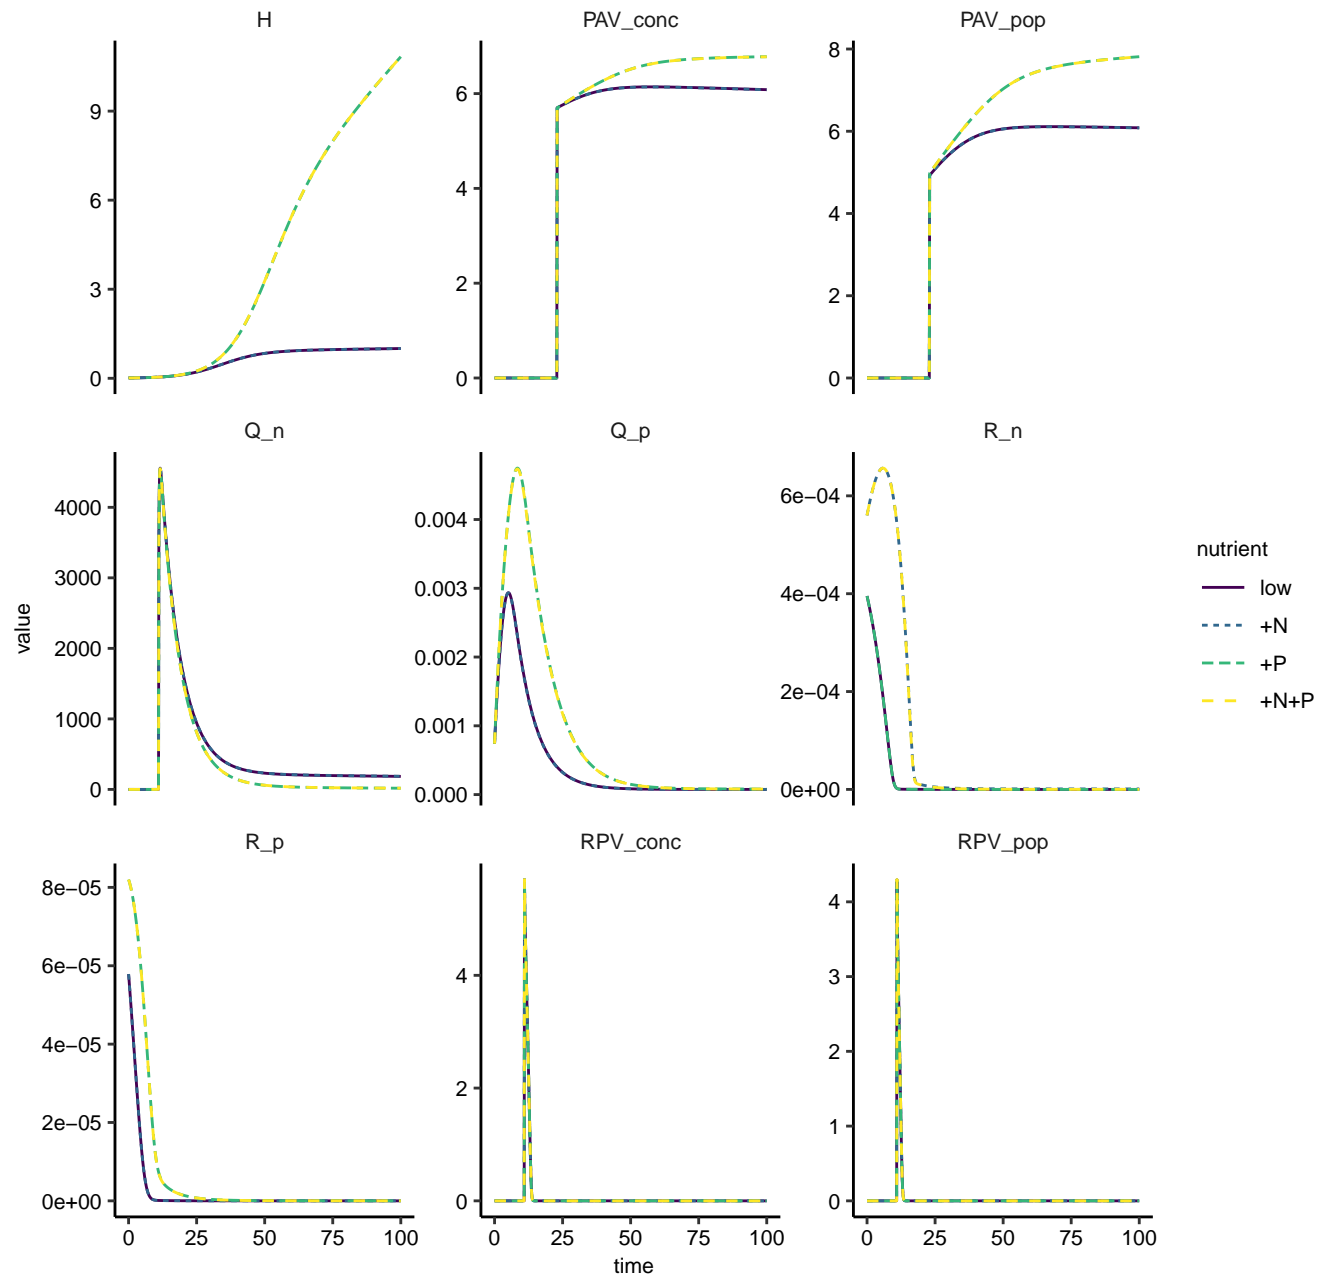 H
PAV_conc
PAV_pop
9
6
3
0
6
4
2
0
8
6
4
2
0
Q_n
Q_p
R_n
4000
3000
2000
1000
0
0.004
0.003
0.002
0.001
0.000
6e−04
4e−04
2e−04
0e+00
value
nutrient
low
+N
+P
+N+P
R_p
RPV_conc
RPV_pop
8e−05
6e−05
4e−05
2e−05
0e+00
4
2
0
4
3
2
1
0
0 25 50 75 100
0 25 50 75 100
0 25 50 75 100
time